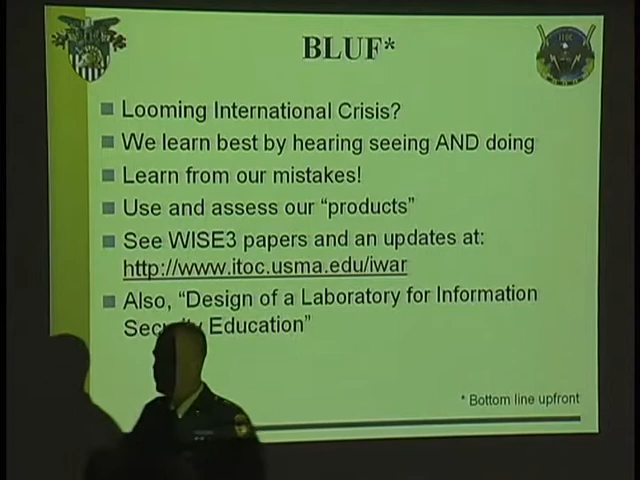 BLUF*
Looming International Crisis?
We learn best by hearing seeing AND doing
Learn from our mistakes!
Use and assess our “products”
See WISE3 papers and an updates at:
http://www.itoc.usma.edu/iwar
Also, “Design of a Laboratory for Information
Security Education”
* Bottom line upfront